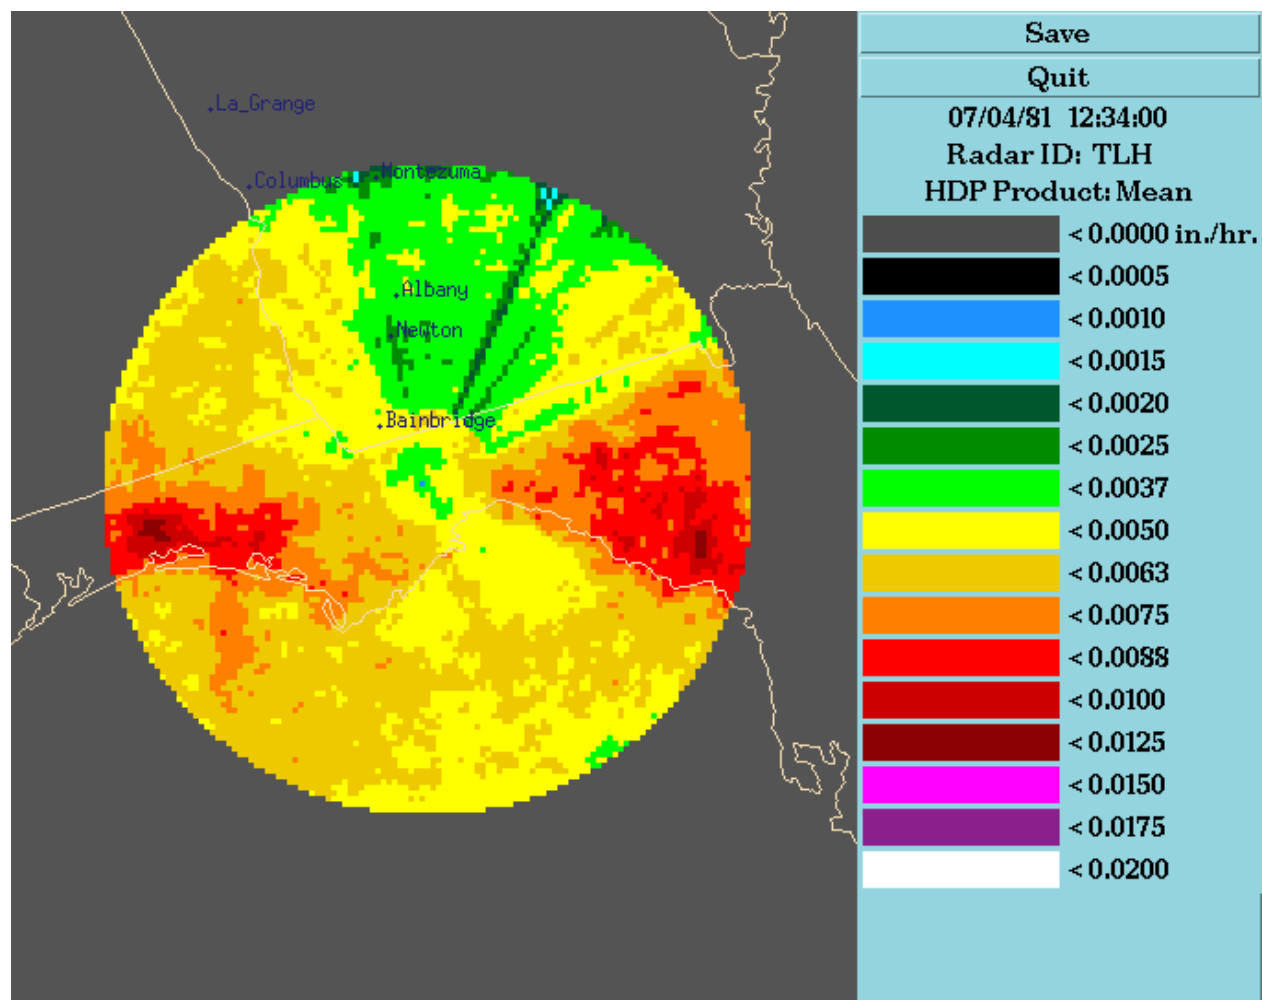 Save
Quit
07/04/81 12:34:00
Radar ID: TLH
HDP Product: Mean
< 0.0000 in./hr.
< 0.0005
< 0.0010
< 0.0015
< 0.0020
< 0.0025
< 0.0037
< 0.0050
< 0.0063
< 0.0075
< 0.0088
< 0.0100
< 0.0125
< 0.0150
< 0.0175
< 0.0200
La_Grange
Columbus
Montezuma
Albany
Newton
Bainbridge